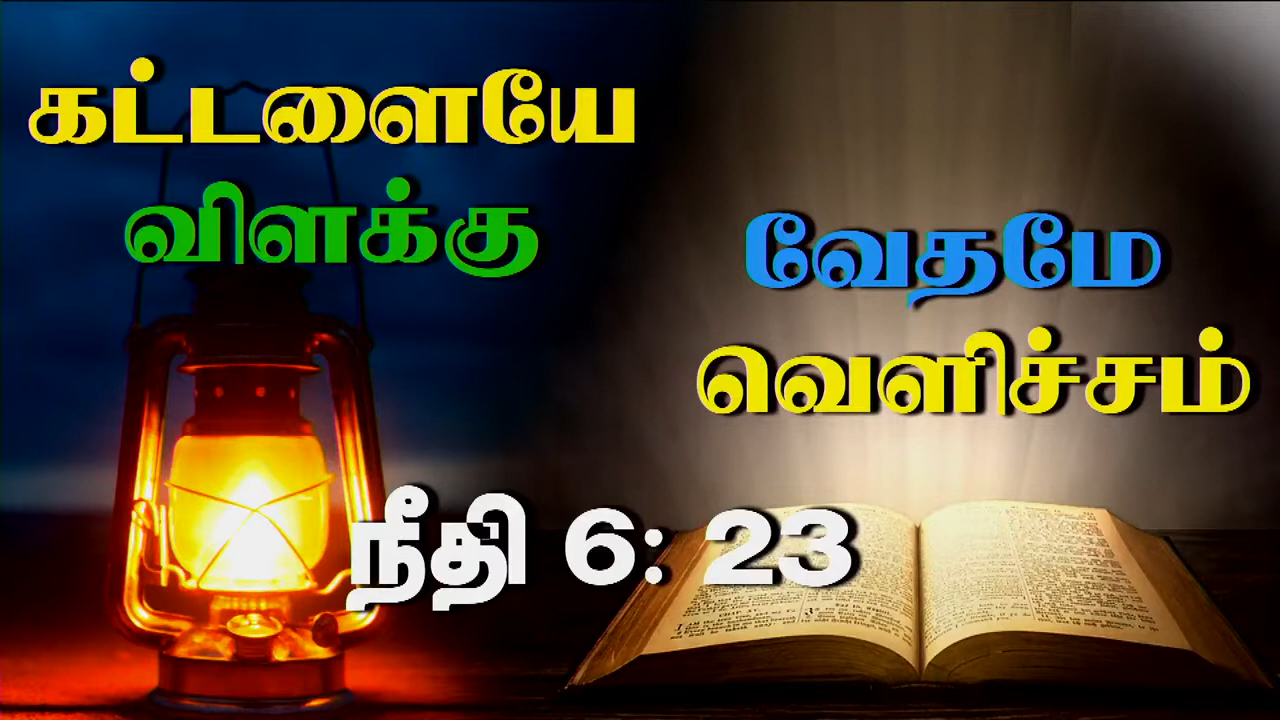 கட்டளையே
விளக்கு
வேதமே
வெளிச்சம்
நீதி 6: 23